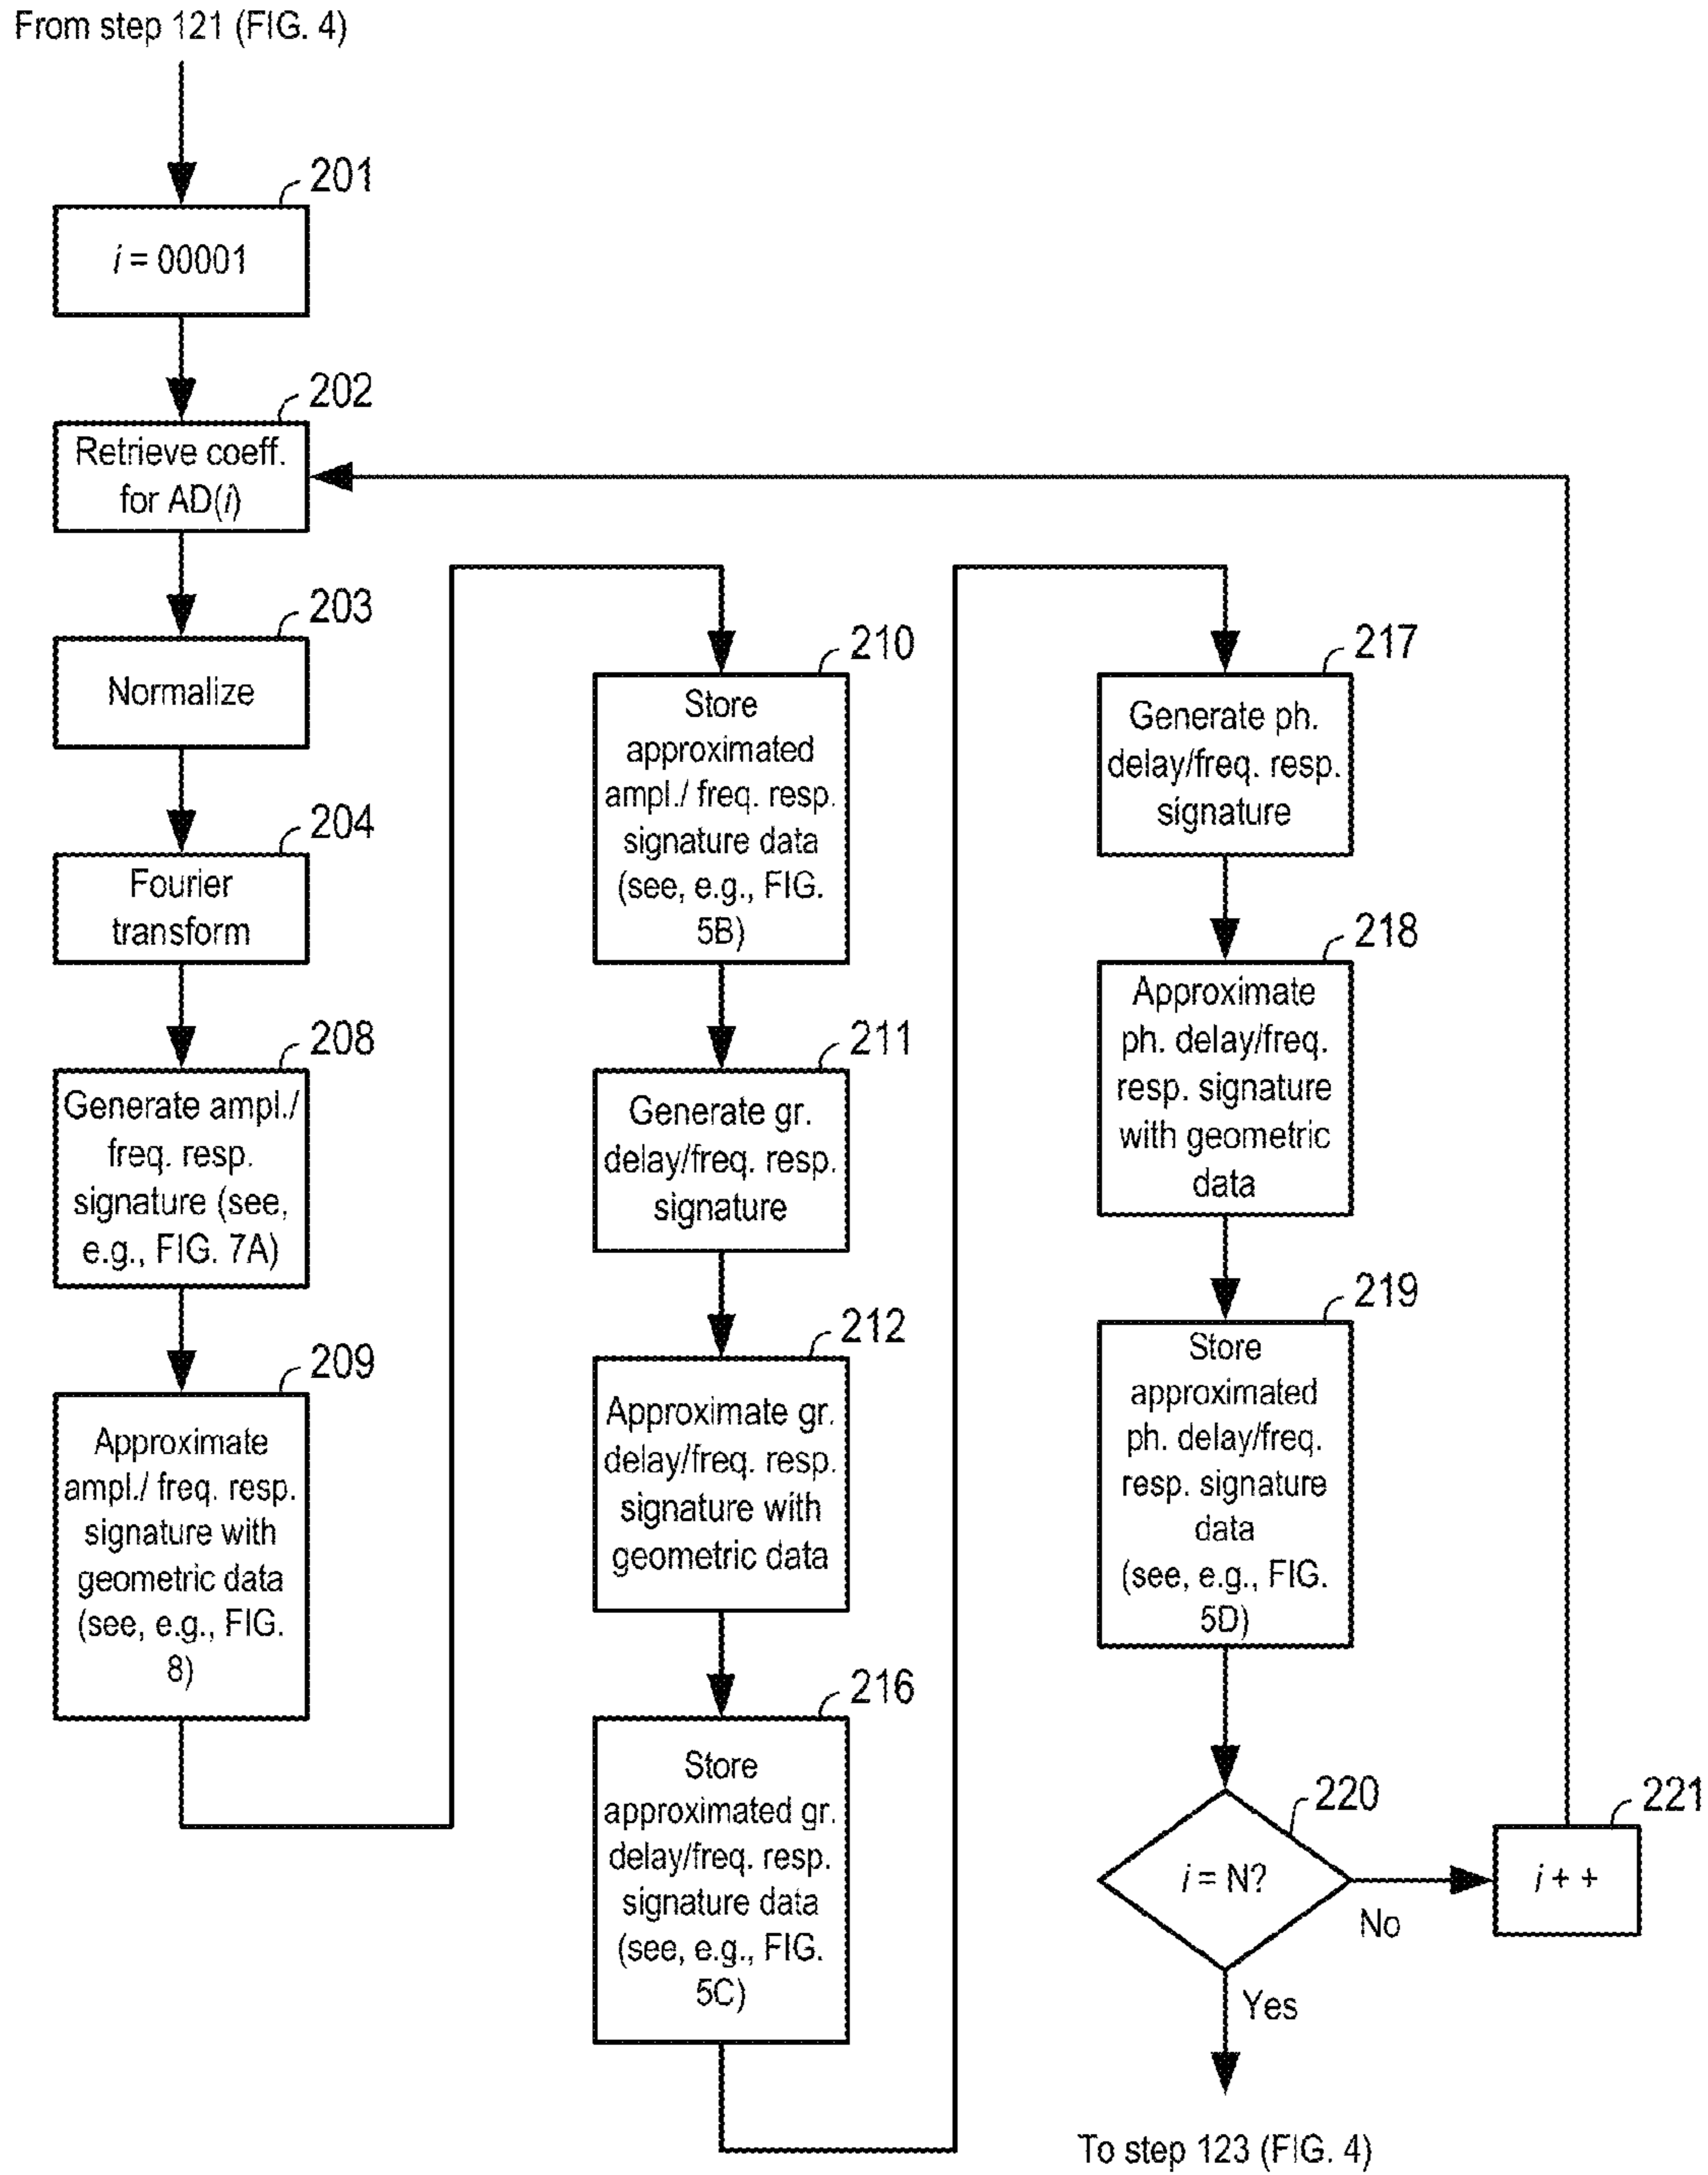 From step 121 (FIG. 4)
201
i = 00001
202
Retrieve coeff.
for AD(i)
203
Normalize
204
Fourier
transform
208
Generate ampl./
freq. resp.
signature (see,
e.g., FIG. 7A)
209
Approximate
ampl./ freq. resp.
signature with
geometric data
(see, e.g., FIG.
8)
210
Store
approximated
ampl./ freq. resp.
signature data
(see, e.g., FIG.
5B)
211
Generate gr.
delay/freq. resp.
signature
212
Approximate gr.
delay/freq. resp.
signature with
geometric data
216
Store
approximated gr.
delay/freq. resp.
signature data
(see, e.g., FIG.
5C)
217
Generate ph.
delay/freq. resp.
signature
218
Approximate
ph. delay/freq.
resp. signature
with geometric
data
219
Store
approximated
ph. delay/freq.
resp. signature
data
(see, e.g., FIG.
5D)
220
i = N?
No
221
i + +
Yes
To step 123 (FIG. 4)